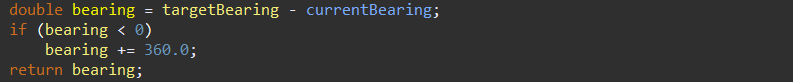 double bearing = targetBearing - currentBearing;
if (bearing < 0)
    bearing += 360.0;
return bearing;